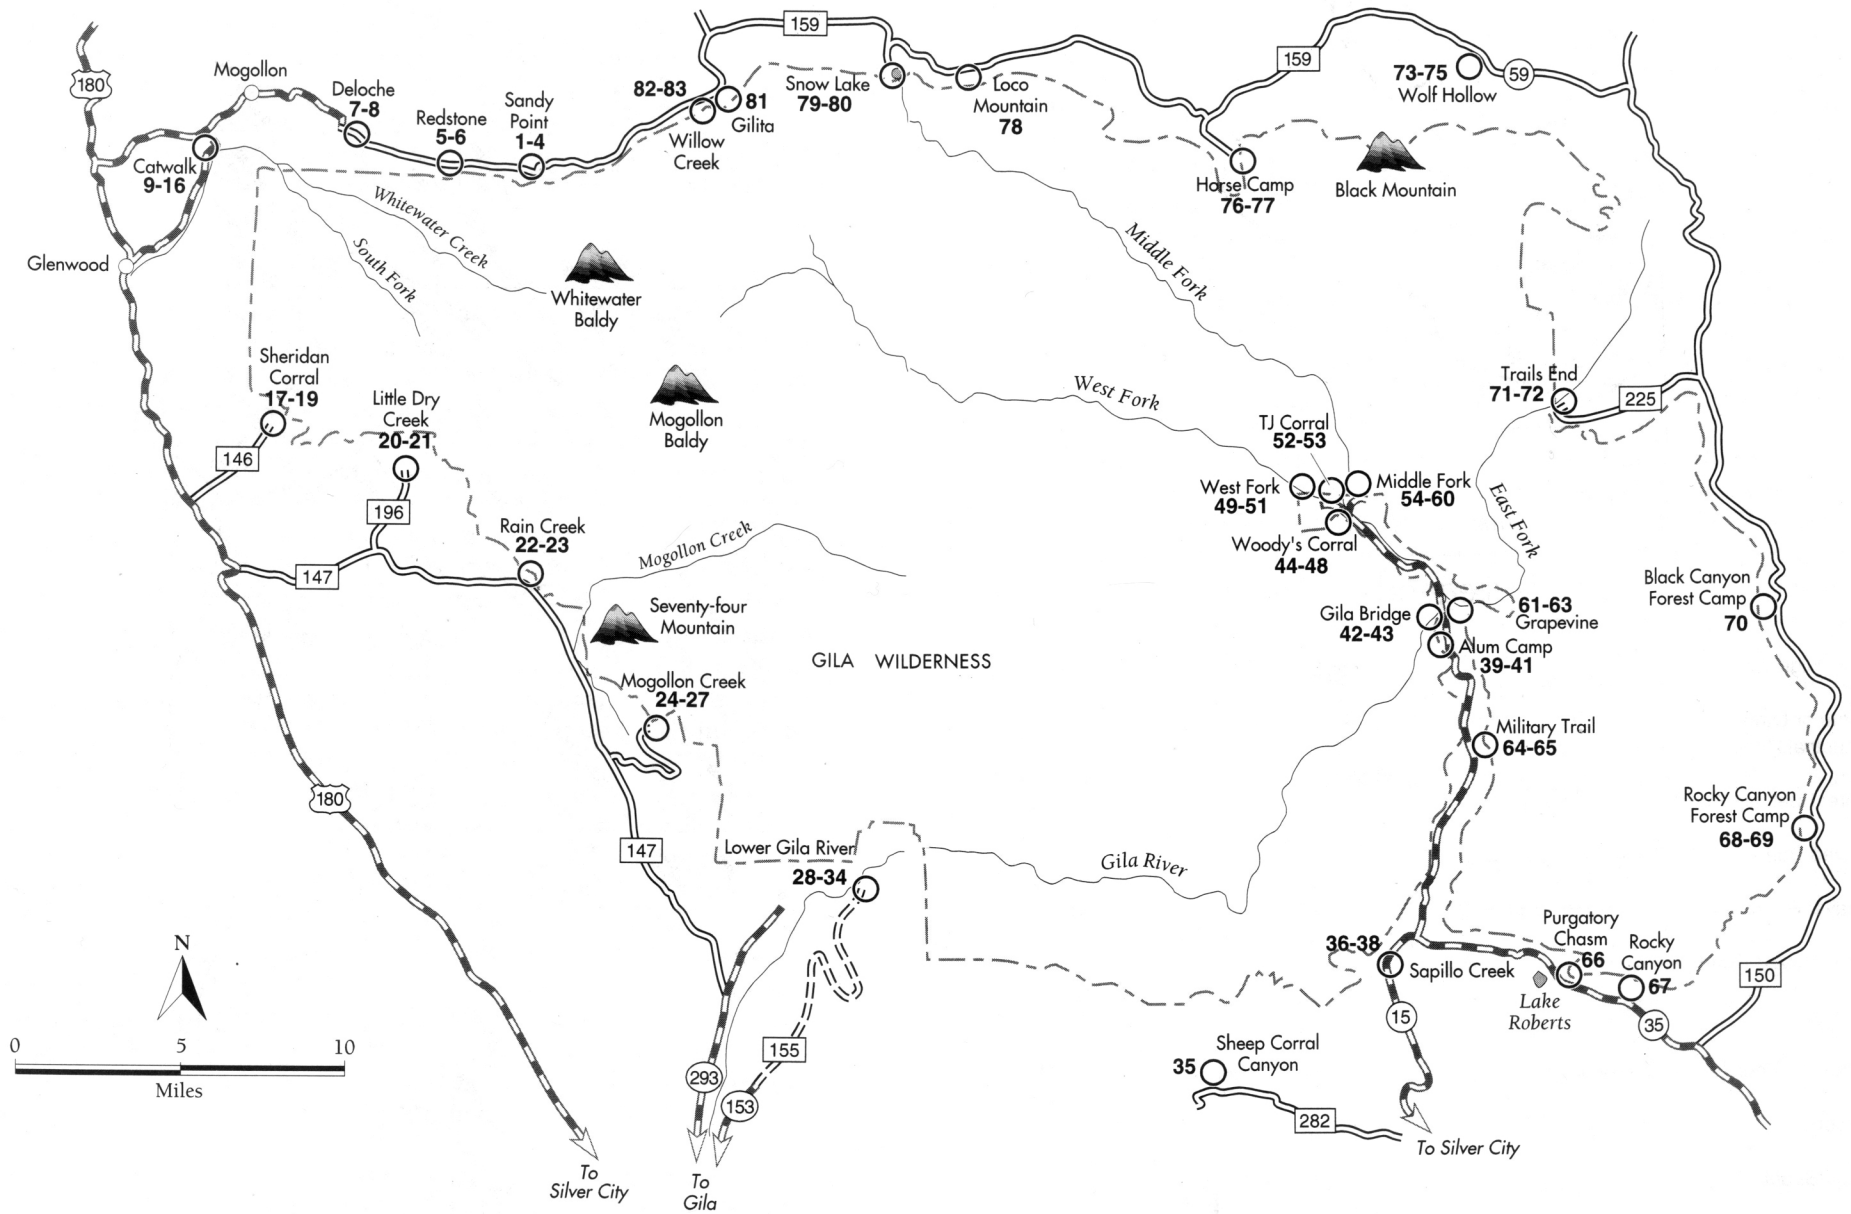 180
Mogollon
Deloche
7-8
Redstone
5-6
Sandy
Point
1-4
Catwalk
9-16
Glenwood
159
82-83
Willow
Creek
81
Gilita
Snow Lake
79-80
Loco
Mountain
78
159
73-75
Wolf Hollow
59
Horse Camp
76-77
Black Mountain
Whitewater Creek
South Fork
Whitewater
Baldy
Mogollon
Baldy
Middle Fork
West Fork
Sheridan
Corral
17-19
Little Dry
Creek
20-21
146
196
147
Rain Creek
22-23
Mogollon Creek
Seventy-four
Mountain
Mogollon Creek
24-27
GILA WILDERNESS
Trails End
71-72
225
TJ Corral
52-53
West Fork
49-51
Middle Fork
54-60
Woody's Corral
44-48
East Fork
Gila Bridge
42-43
61-63
Grapevine
Alum Camp
39-41
Black Canyon
Forest Camp
70
Military Trail
64-65
Rocky Canyon
Forest Camp
68-69
180
147
Lower Gila River
28-34
Gila River
36-38
Sapillo Creek
Purgatory
Chasm
66
Rocky
Canyon
67
Lake
Roberts
150
35
15
N
0 5 10
Miles
155
293
153
35
Sheep Corral
Canyon
282
To
Silver City
To
Gila
To Silver City